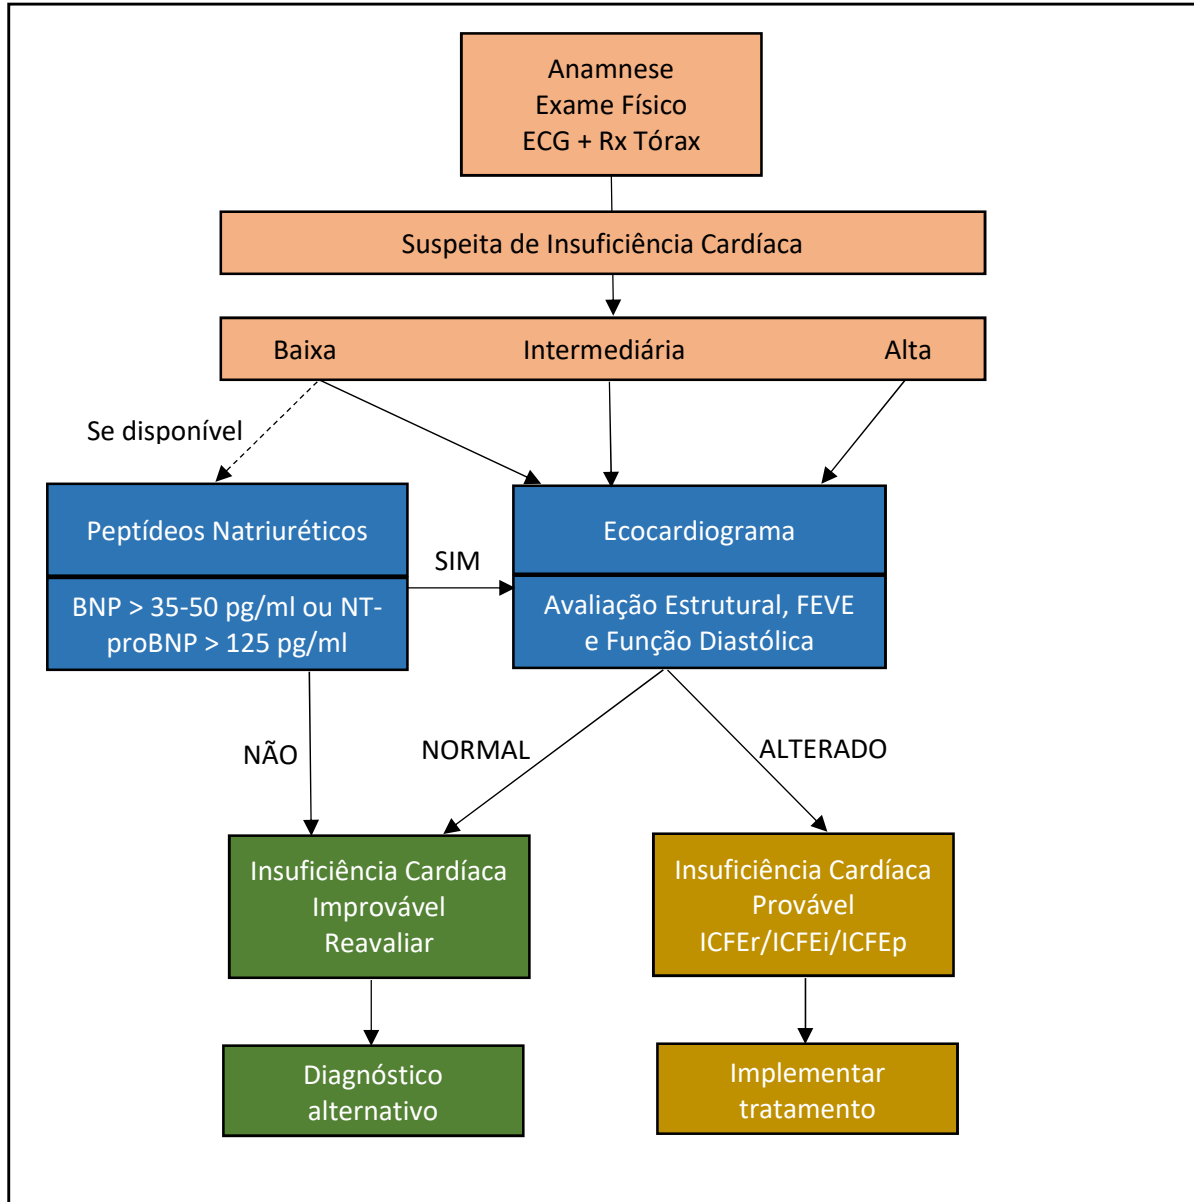 Anamnese
Exame Físico
ECG + Rx Tórax
Suspeita de Insuficiência Cardíaca
Baixa Intermediária Alta
Se disponível
Peptídeos Natriuréticos
BNP > 35-50 pg/ml ou NT-
proBNP > 125 pg/ml
SIM
Ecocardiograma
Avaliação Estrutural, FEVE
e Função Diastólica
NÃO
NORMAL
ALTERADO
Insuficiência Cardíaca
Improvável
Reavaliar
Insuficiência Cardíaca
Provável
ICFEr/ICFEi/ICFEp
Diagnóstico
alternativo
Implementar
tratamento